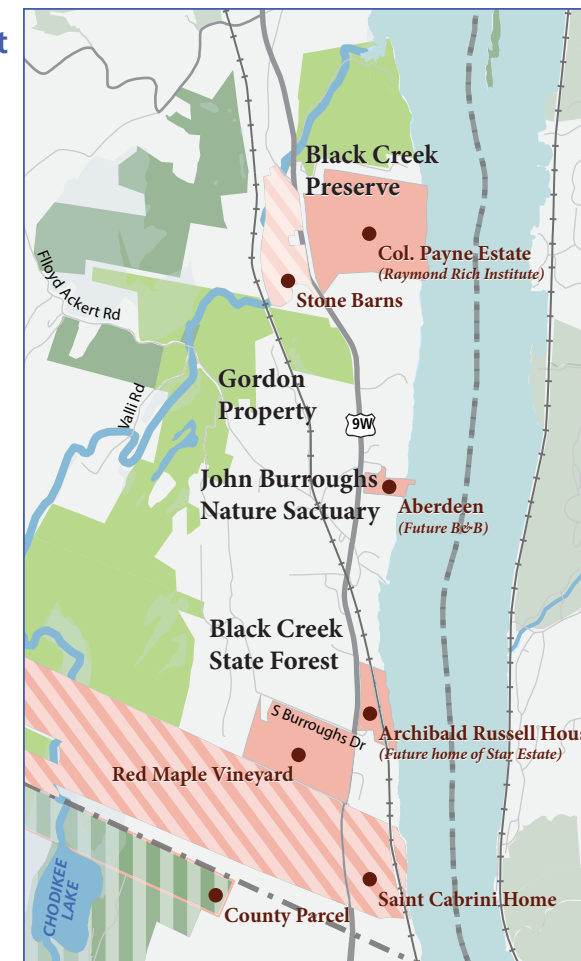 t
Black Creek
Preserve
Col. Payne Estate
(Raymond Rich Institute)
Stone Barns
Flloyd Ackert Rd
Valli Rd
Gordon
Property
9W
John Burroughs
Nature Sactuary
Aberdeen
(Future B&B)
Black Creek
State Forest
S Burroughs Dr
Archibald Russell Hous
(Future home of Star Estate)
Red Maple Vineyard
CHODIKEE
LAKE
Saint Cabrini Home
County Parcel